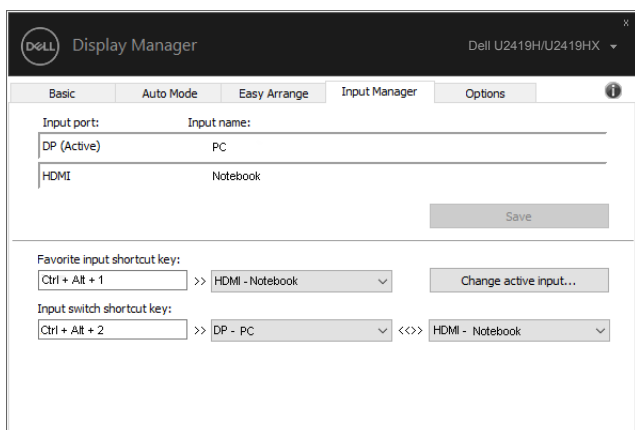 x
DELL Display Manager Dell U2419H/U2419HX
Basic Auto Mode Easy Arrange Input Manager Options i
Input port: Input name:
DP (Active) PC
HDMI Notebook
Save
Favorite input shortcut key:
Ctrl + Alt + 1 >> HDMI - Notebook Change active input...
Input switch shortcut key:
Ctrl + Alt + 2 >> DP - PC <<>> HDMI - Notebook